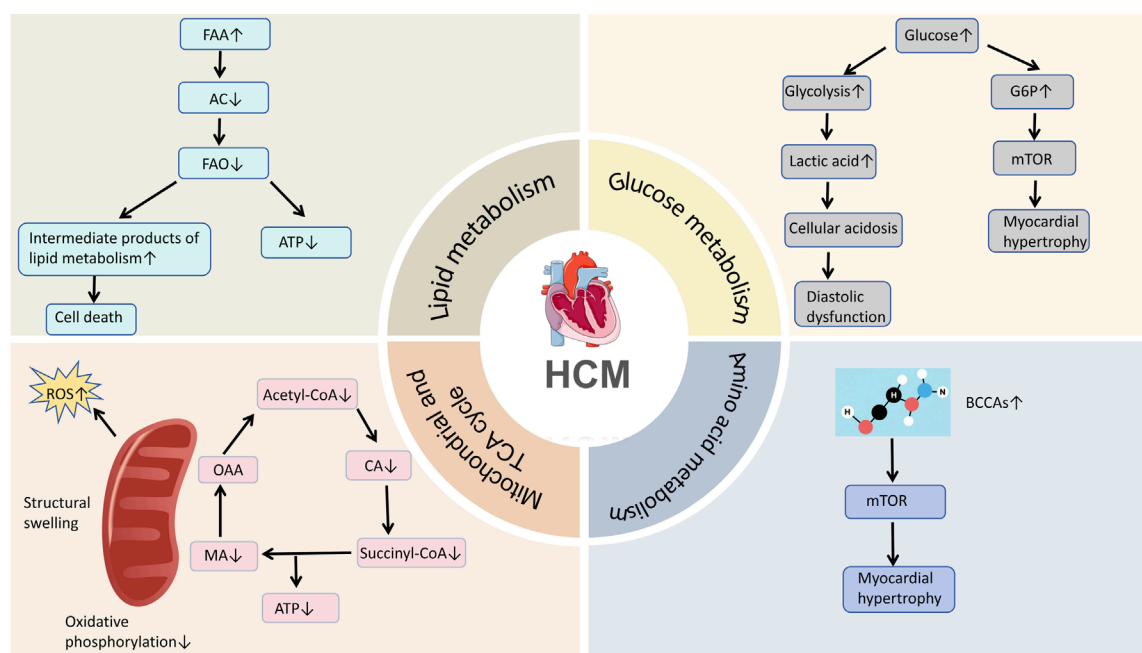 FAA↑
AC↓
FAO↓
Intermediate products of
lipid metabolism↑
ATP↓
Cell death
Glucose↑
Glycolysis↑
G6P↑
Lactic acid↑
mTOR
Cellular acidosis
Myocardial
hypertrophy
Diastolic
dysfunction
Lipid metabolism
Glucose metabolism
HCM
Mitochondrial and
TCA cycle
Amino acid metabolism
ROS↑
Acetyl-CoA↓
OAA
CA↓
Structural
swelling
MA↓
Succinyl-CoA↓
ATP↓
Oxidative
phosphorylation↓
H
H
N
BCCAs↑
mTOR
Myocardial
hypertrophy